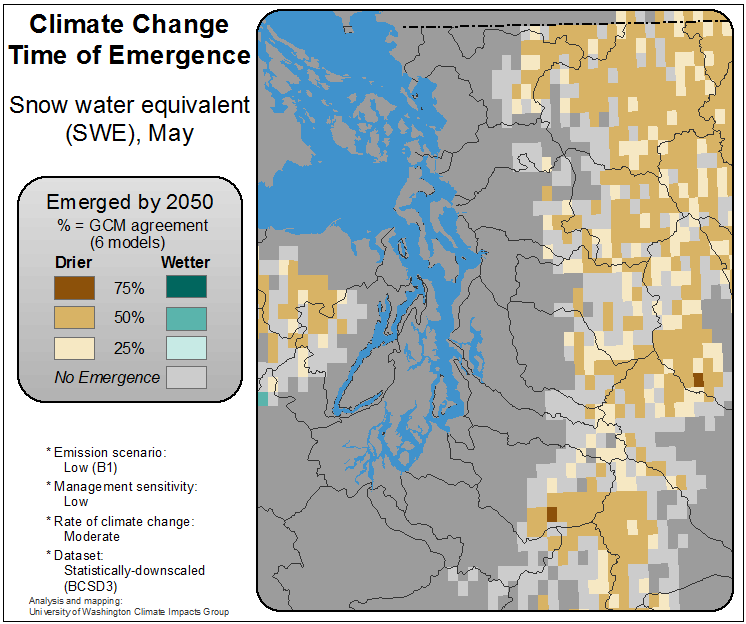 Climate Change
Time of Emergence
Snow water equivalent
(SWE), May
Emerged by 2050
% = GCM agreement
(6 models)
Drier Wetter
75%
50%
25%
No Emergence
* Emission scenario:
Low (B1)
* Management sensitivity:
Low
* Rate of climate change:
Moderate
* Dataset:
Statistically-downscaled
(BCSD3)
Analysis and mapping:
University of Washington Climate Impacts Group